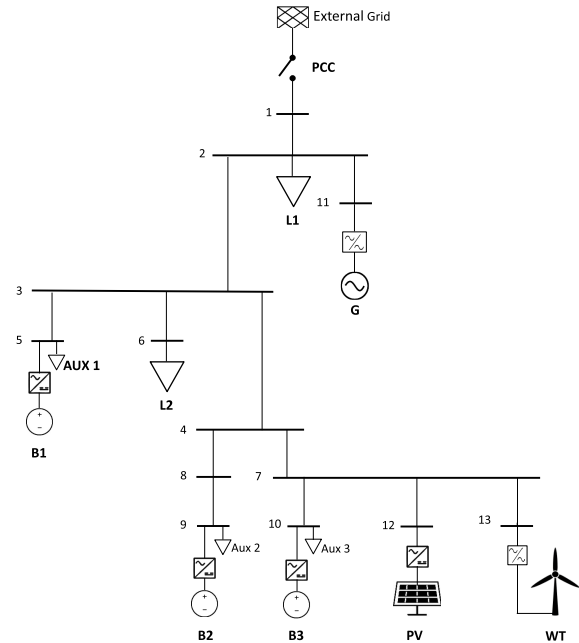 External Grid
PCC
1
2
L1
11
G
3
5
AUX 1
6
L2
B1
4
8
7
9
Aux 2
10
Aux 3
12
13
B2
B3
PV
WT